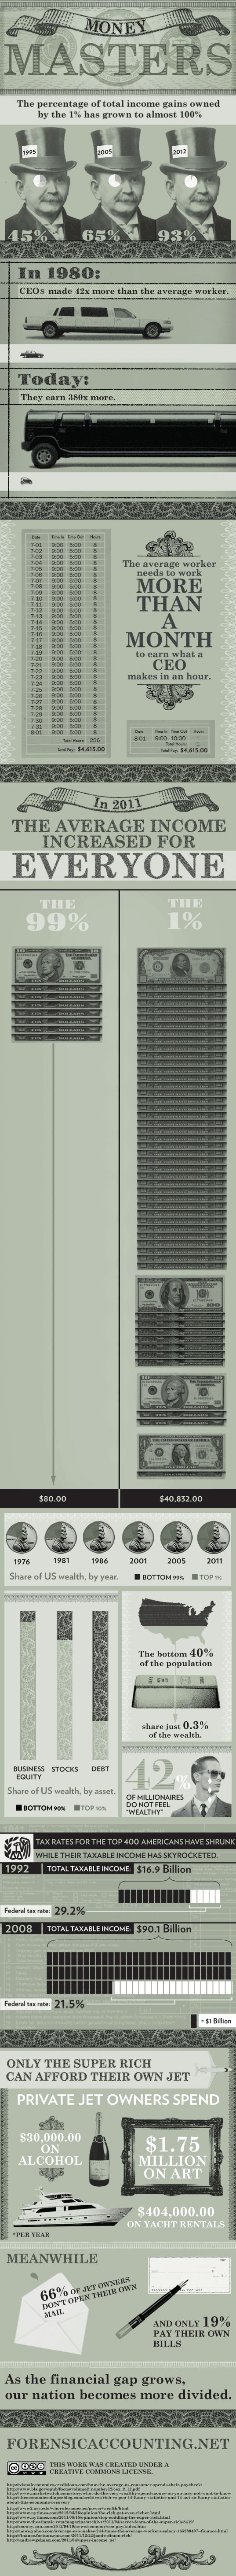 MONEY
MASTERS
The percentage of total income gains owned
by the 1% has grown to almost 100%
1995
2005
2012
45%
65%
93%
In 1980:
CEOs made 42x more than the average worker.
Today:
They earn 380x more.
Date Time In Time Out Hours
7-01 9:00 5:00 8
7-02 9:00 5:00 8
7-03 9:00 5:00 8
7-04 9:00 5:00 8
7-05 9:00 5:00 8
7-06 9:00 5:00 8
7-07 9:00 5:00 8
7-08 9:00 5:00 8
7-09 9:00 5:00 8
7-10 9:00 5:00 8
7-11 9:00 5:00 8
7-12 9:00 5:00 8
7-13 9:00 5:00 8
7-14 9:00 5:00 8
7-15 9:00 5:00 8
7-16 9:00 5:00 8
7-17 9:00 5:00 8
7-18 9:00 5:00 8
7-19 9:00 5:00 8
7-20 9:00 5:00 8
7-21 9:00 5:00 8
7-22 9:00 5:00 8
7-23 9:00 5:00 8
7-24 9:00 5:00 8
7-25 9:00 5:00 8
7-26 9:00 5:00 8
7-27 9:00 5:00 8
7-28 9:00 5:00 8
7-29 9:00 5:00 8
7-30 9:00 5:00 8
7-31 9:00 5:00 8
8-01 9:00 5:00 8
Total Hours: 256
Total Pay: $4,615.00
The average worker
needs to work
MORE
THAN
A
MONTH
to earn what a
CEO
makes in an hour.
Date Time In Time Out Hours
8-01 9:00 10:00 1
Total Hours: 1
Total Pay: $4,615.00
In 2011
THE AVERAGE INCOME
INCREASED FOR
EVERYONE
THE
99%
THE
1%
$80.00
$40,832.00
1976
1981
1986
2001
2005
2011
Share of US wealth, by year.
BOTTOM 99%
TOP 1%
BUSINESS
EQUITY
STOCKS
DEBT
Share of US wealth, by asset.
BOTTOM 90%
TOP 10%
The bottom 40%
of the population
share just 0.3%
of the wealth.
42%
OF MILLIONAIRES
DO NOT FEEL
"WEALTHY"
TAX RATES FOR THE TOP 400 AMERICANS HAVE SHRUNK
WHILE THEIR TAXABLE INCOME HAS SKYROCKETED.
1992
TOTAL TAXABLE INCOME: $16.9 Billion
Federal tax rate: 29.2%
2008
TOTAL TAXABLE INCOME: $90.1 Billion
Federal tax rate: 21.5%
= $1 Billion
ONLY THE SUPER RICH
CAN AFFORD THEIR OWN JET
PRIVATE JET OWNERS SPEND
$30,000.00
ON
ALCOHOL
$1.75
MILLION
ON ART
$404,000.00
ON YACHT RENTALS
*PER YEAR
MEANWHILE
66% OF JET OWNERS
DON'T OPEN THEIR OWN
MAIL
AND ONLY 19%
PAY THEIR OWN
BILLS
As the financial gap grows,
our nation becomes more divided.
FORENSICACCOUNTING.NET
THIS WORK WAS CREATED UNDER A
CREATIVE COMMONS LICENSE.